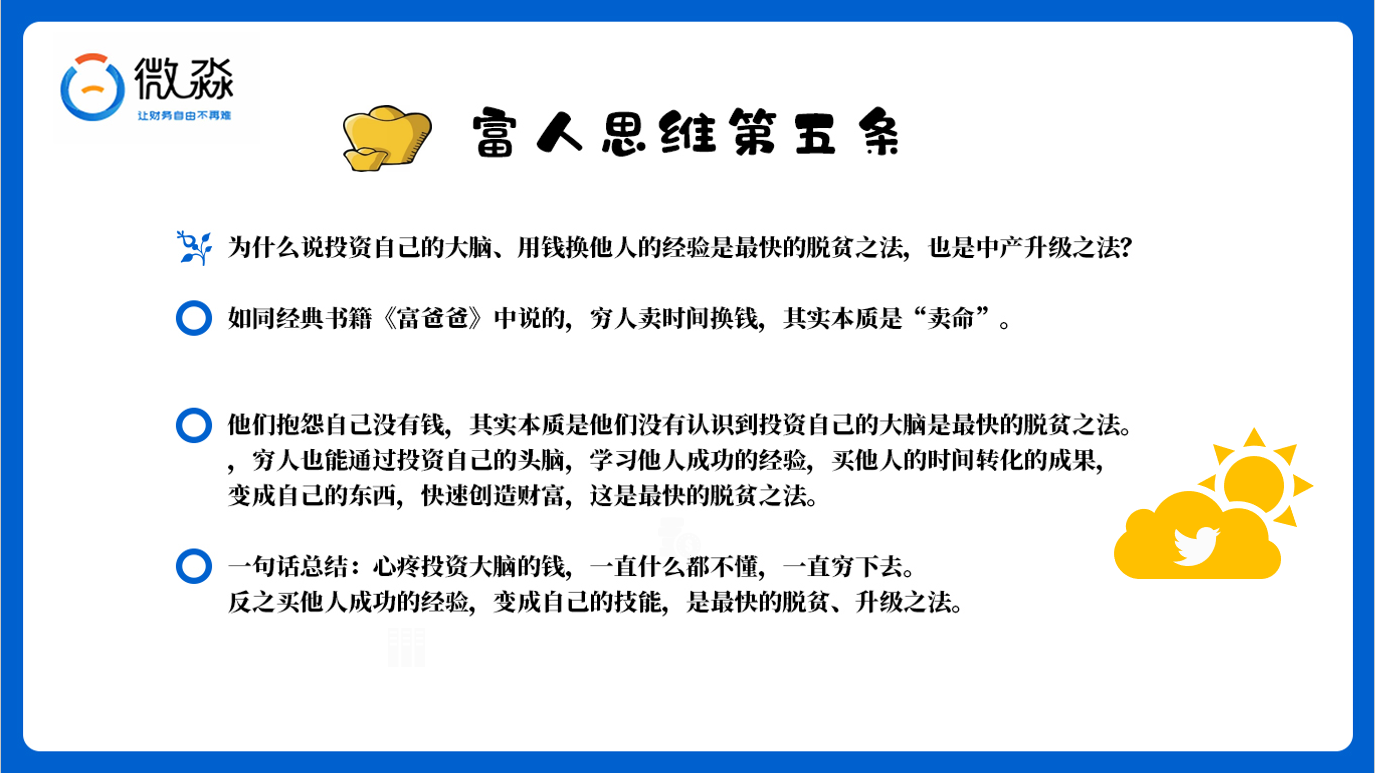 微淼
让财务自由不再难
富人思维第五条
为什么说投资自己的大脑、用钱换他人的经验是最快的脱贫之法，也是中产升级之法？
如同经典书籍《富爸爸》中说的，穷人卖时间换钱，其实本质是“卖命”。
他们抱怨自己没有钱，其实本质是他们没有认识到投资自己的大脑是最快的脱贫之法。
，穷人也能通过投资自己的头脑，学习他人成功的经验，买他人的时间转化的成果，
变成自己的东西，快速创造财富，这是最快的脱贫之法。
一句话总结：心疼投资大脑的钱，一直什么都不懂，一直穷下去。
反之买他人成功的经验，变成自己的技能，是最快的脱贫、升级之法。